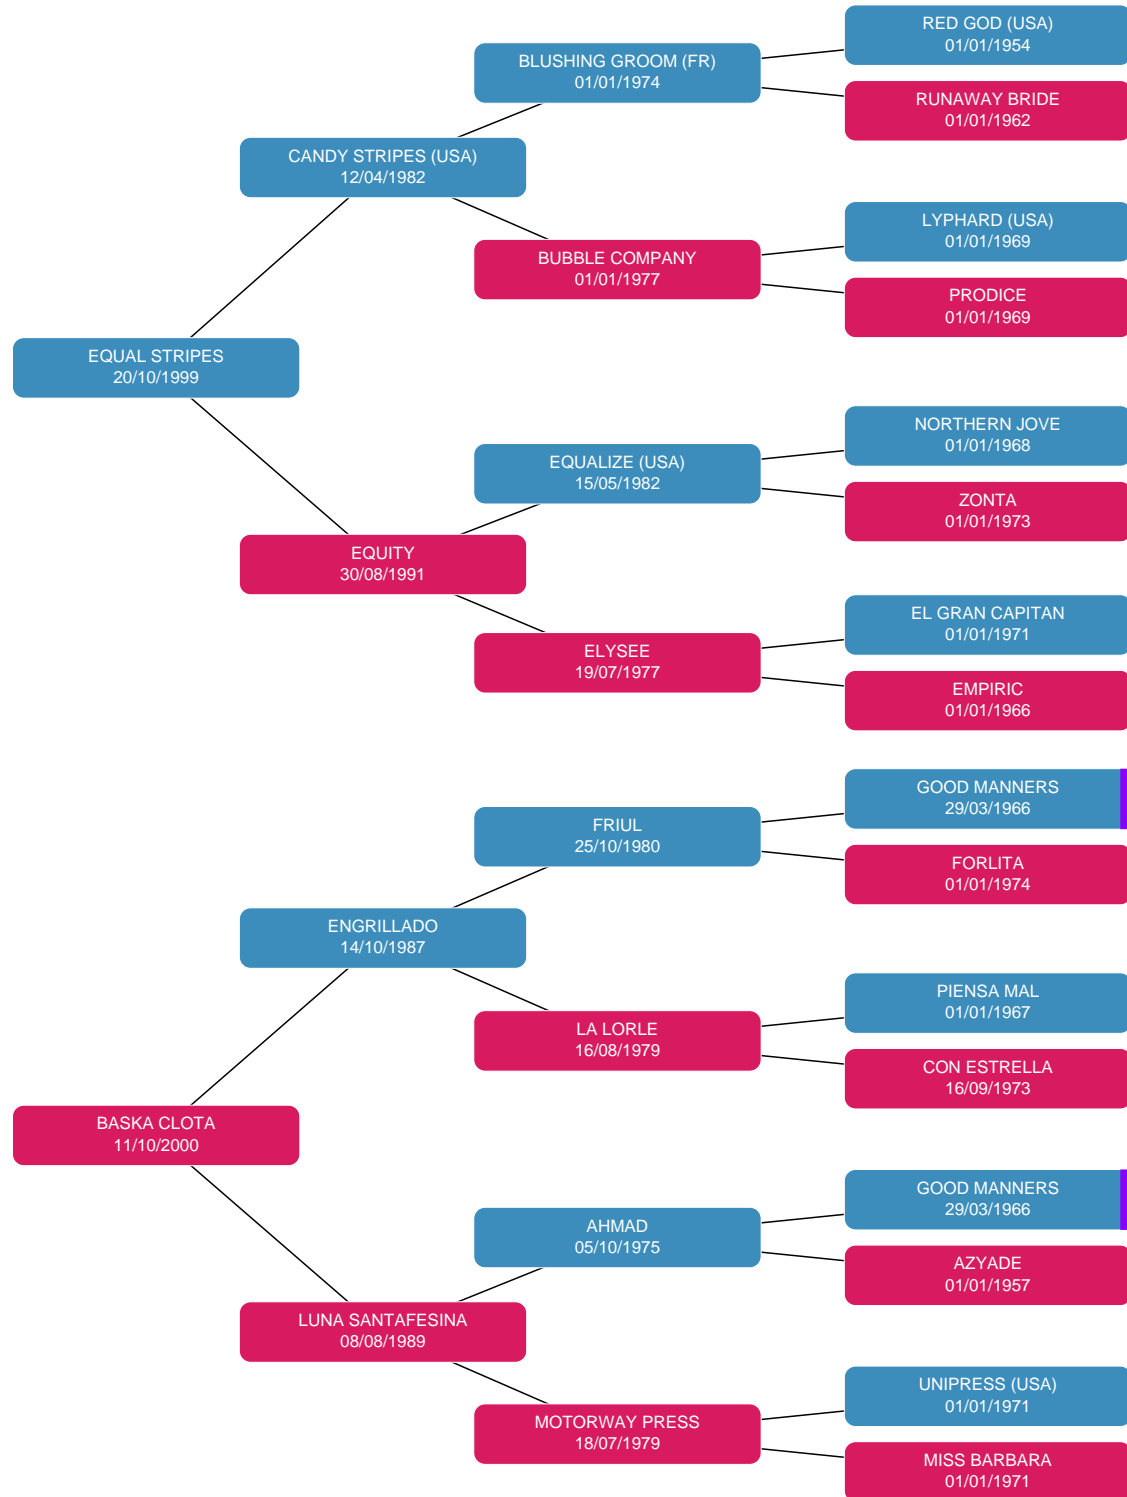 RED GOD (USA)
01/01/1954
BLUSHING GROOM (FR)
01/01/1974
RUNAWAY BRIDE
01/01/1962
CANDY STRIPES (USA)
12/04/1982
LYPHARD (USA)
01/01/1969
BUBBLE COMPANY
01/01/1977
PRODICE
01/01/1969
EQUAL STRIPES
20/10/1999
NORTHERN JOVE
01/01/1968
EQUALIZE (USA)
15/05/1982
ZONTA
01/01/1973
EQUITY
30/08/1991
EL GRAN CAPITAN
01/01/1971
ELYSEE
19/07/1977
EMPIRIC
01/01/1966
GOOD MANNERS
29/03/1966
FRIUL
25/10/1980
FORLITA
01/01/1974
ENGRILLADO
14/10/1987
PIENSA MAL
01/01/1967
LA LORLE
16/08/1979
CON ESTRELLA
16/09/1973
BASKA CLOTA
11/10/2000
GOOD MANNERS
29/03/1966
AHMAD
05/10/1975
AZYADE
01/01/1957
LUNA SANTAFESINA
08/08/1989
UNIPRESS (USA)
01/01/1971
MOTORWAY PRESS
18/07/1979
MISS BARBARA
01/01/1971